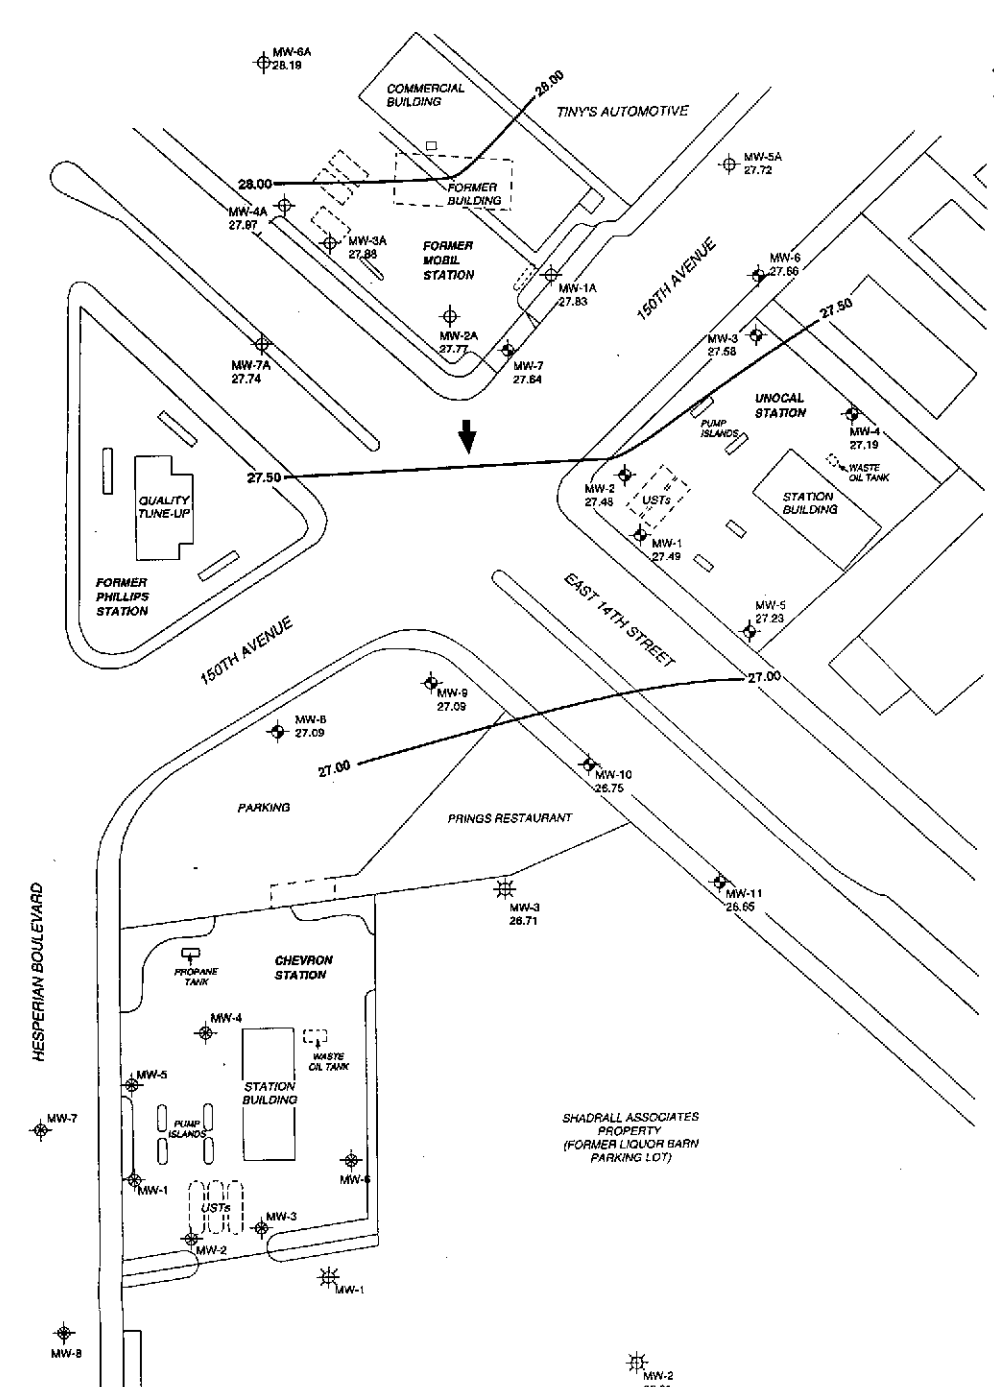 MW-6A
28.19
COMMERCIAL
BUILDING
28.00
TINY'S AUTOMOTIVE
MW-5A
27.72
28.00
FORMER
BUILDING
MW-4A
27.97
MW-3A
27.88
FORMER
MOBIL
STATION
MW-1A
27.83
150TH AVENUE
MW-6
27.66
27.50
MW-2A
27.77
MW-7
27.64
MW-3
27.58
MW-7A
27.74
UNOCAL
STATION
PUMP
ISLANDS
MW-4
27.19
WASTE
OIL TANK
27.50
MW-2
27.48
USTs
STATION
BUILDING
QUALITY
TUNE-UP
MW-1
27.49
FORMER
PHILLIPS
STATION
EAST 14TH STREET
MW-5
27.23
150TH AVENUE
27.00
MW-9
27.09
MW-8
27.09
27.00
MW-10
26.75
PARKING
PRINGS RESTAURANT
MW-3
26.71
MW-11
26.65
HESPERIAN BOULEVARD
CHEVRON
STATION
PROPANE
TANK
MW-4
WASTE
OIL TANK
MW-5
STATION
BUILDING
MW-7
PUMP
ISLANDS
SHADRALL ASSOCIATES
PROPERTY
(FORMER LIQUOR BARN
PARKING LOT)
MW-1
MW-6
USTs
MW-3
MW-2
MW-1
MW-8
MW-2